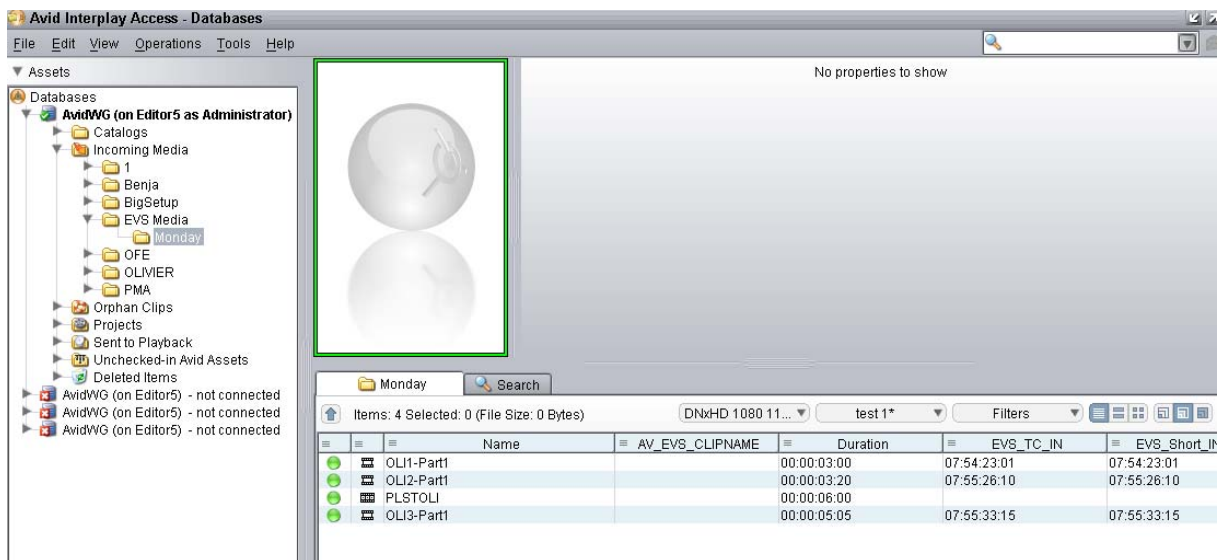 Avid Interplay Access - Databases
File Edit View Operations Tools Help
Assets
No properties to show
Databases
AvidWG (on Editor5 as Administrator)
Catalogs
Incoming Media
1
Benja
BigSetup
EVS Media
Monday
OFE
OLIVIER
PMA
Orphan Clips
Projects
Sent to Playback
Unchecked-in Avid Assets
Deleted Items
AvidWG (on Editor5) - not connected
AvidWG (on Editor5) - not connected
AvidWG (on Editor5) - not connected
Monday Search
Items: 4 Selected: 0 (File Size: 0 Bytes) DNxHD 1080 11... test 1* Filters
Name AV_EVS_CLIPNAME Duration EVS_TC_IN EVS_Short_IN
OLI1-Part1 00:00:03:00 07:54:23:01 07:54:23:01
OLI2-Part1 00:00:03:20 07:55:26:10 07:55:26:10
PLSTOLI 00:00:06:00
OLI3-Part1 00:00:05:05 07:55:33:15 07:55:33:15